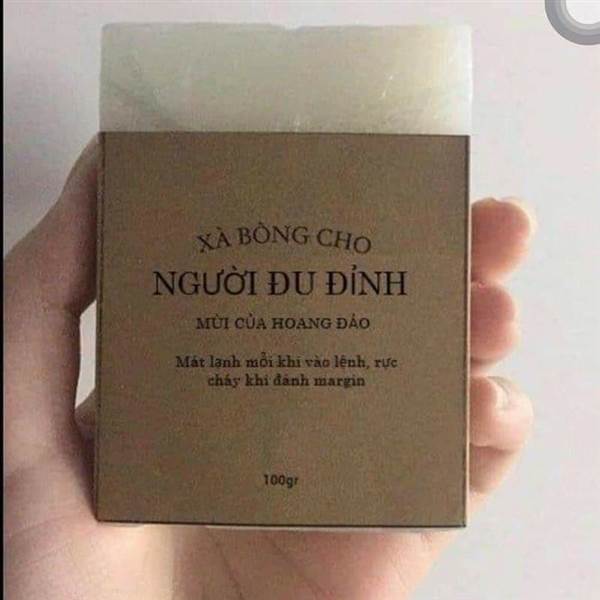 XÀ BÔNG CHO
NGƯỜI ĐU ĐỈNH
MÙI CỦA HOANG ĐẢO
Mát lạnh mỗi khi vào lệnh, rực
cháy khi đánh margin
100gr